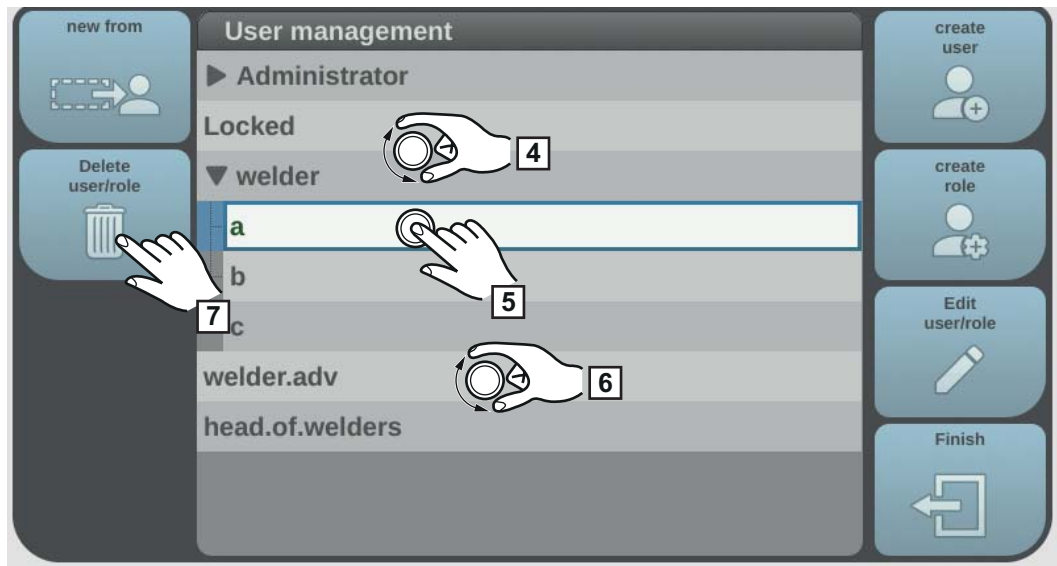 new from
User management
create
user
Administrator
Locked
4
Delete
user/role
welder
create
role
a
b
5
7
c
Edit
user/role
welder.adv
6
head.of.welders
Finish